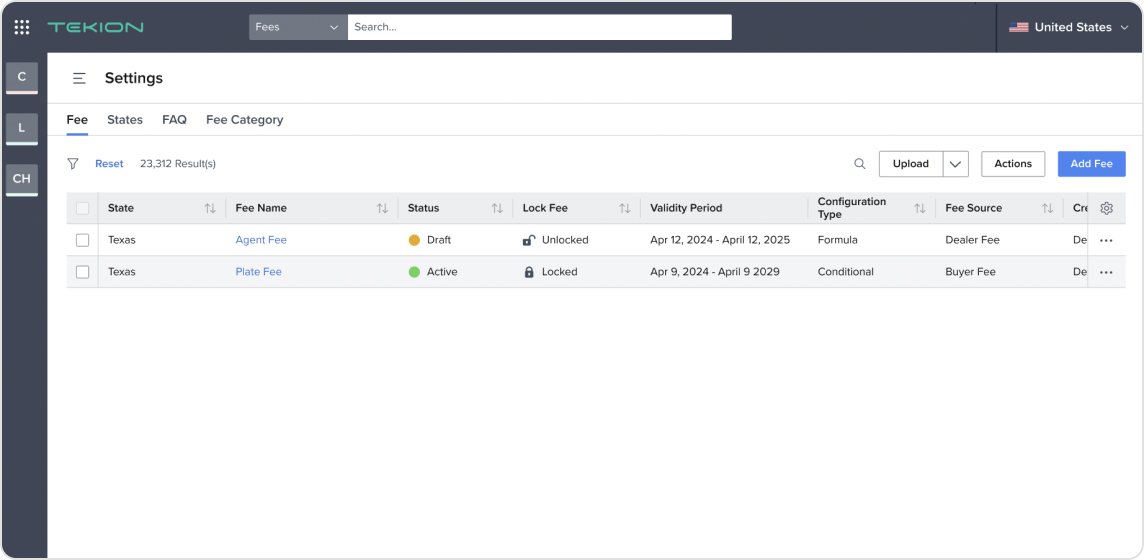 TEKION
Fees
Search...
United States
C
L
CH
Settings
Fee States FAQ Fee Category
Reset 23,312 Result(s) Upload Actions Add Fee
State Fee Name Status Lock Fee Validity Period Configuration Type Fee Source Cre
Texas Agent Fee Draft Unlocked Apr 12, 2024 - April 12, 2025 Formula Dealer Fee De
Texas Plate Fee Active Locked Apr 9, 2024 - April 9 2029 Conditional Buyer Fee De